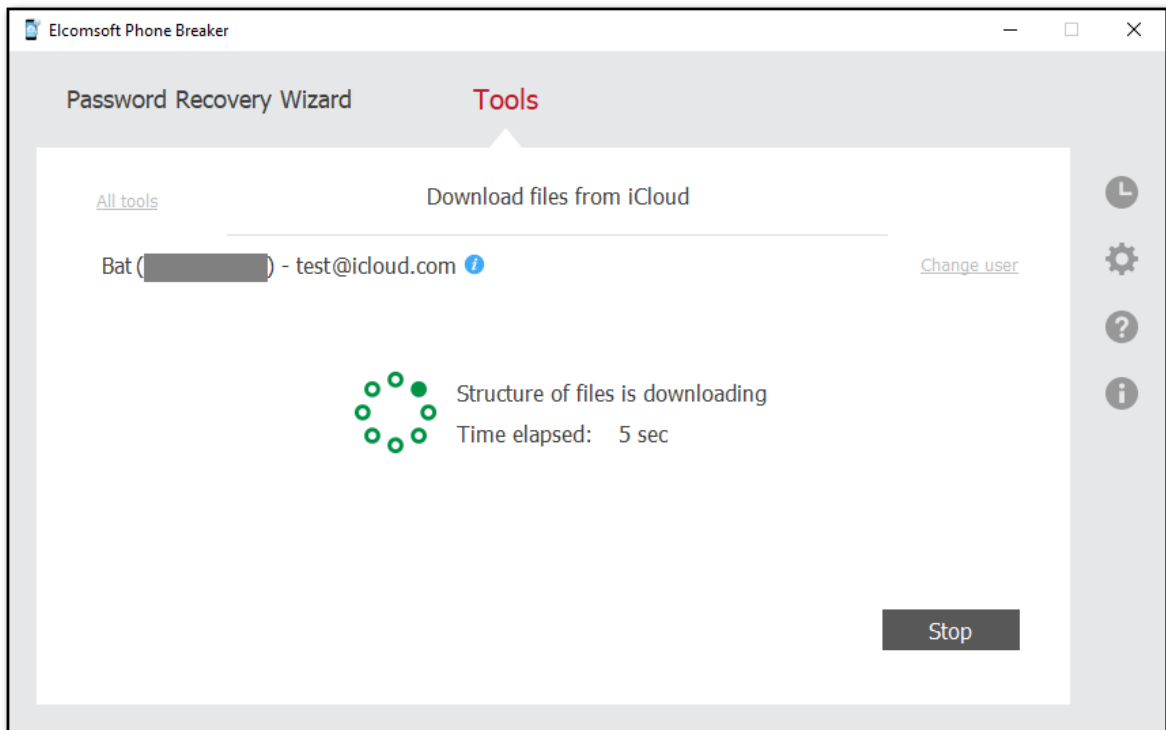 Elcomsoft Phone Breaker
Password Recovery Wizard Tools
All tools
Download files from iCloud
Bat ( ) - test@icloud.com
Change user
Structure of files is downloading
Time elapsed: 5 sec
Stop